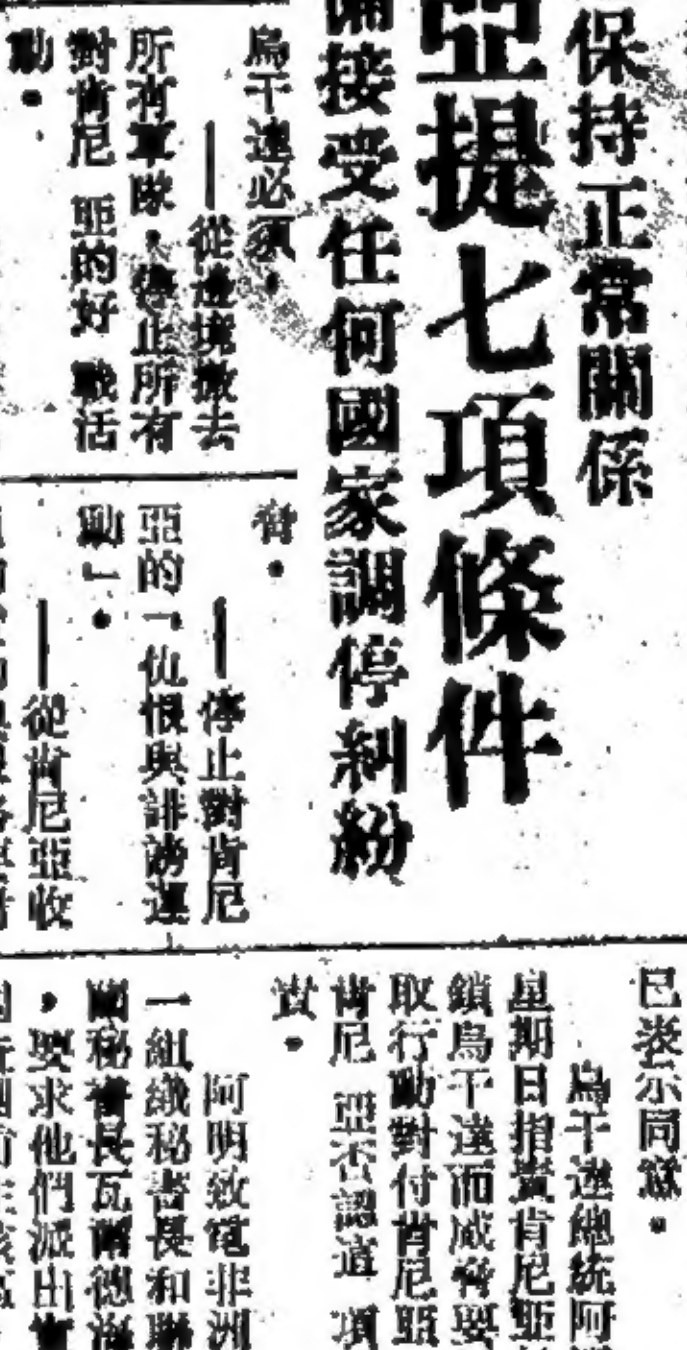 保持正常關係
亞提七項條件
備接受任何國家調停糾紛
烏干達必須,
——從邊境撤去
所有軍隊,停止所有
對肯尼亞的好戰活
動。
脅。
——停止對肯尼
亞的「仇恨與誹謗運
動」。
——從肯尼亞收
已表示同意。
烏干達總統阿
星期日指責肯尼亞
鎖烏干達而威脅要
取行動對付肯尼亞
肯尼亞否認這項
責。
阿明致電非洲
一組織秘書長和聯
國秘書長瓦爾德海
,要求他們派出